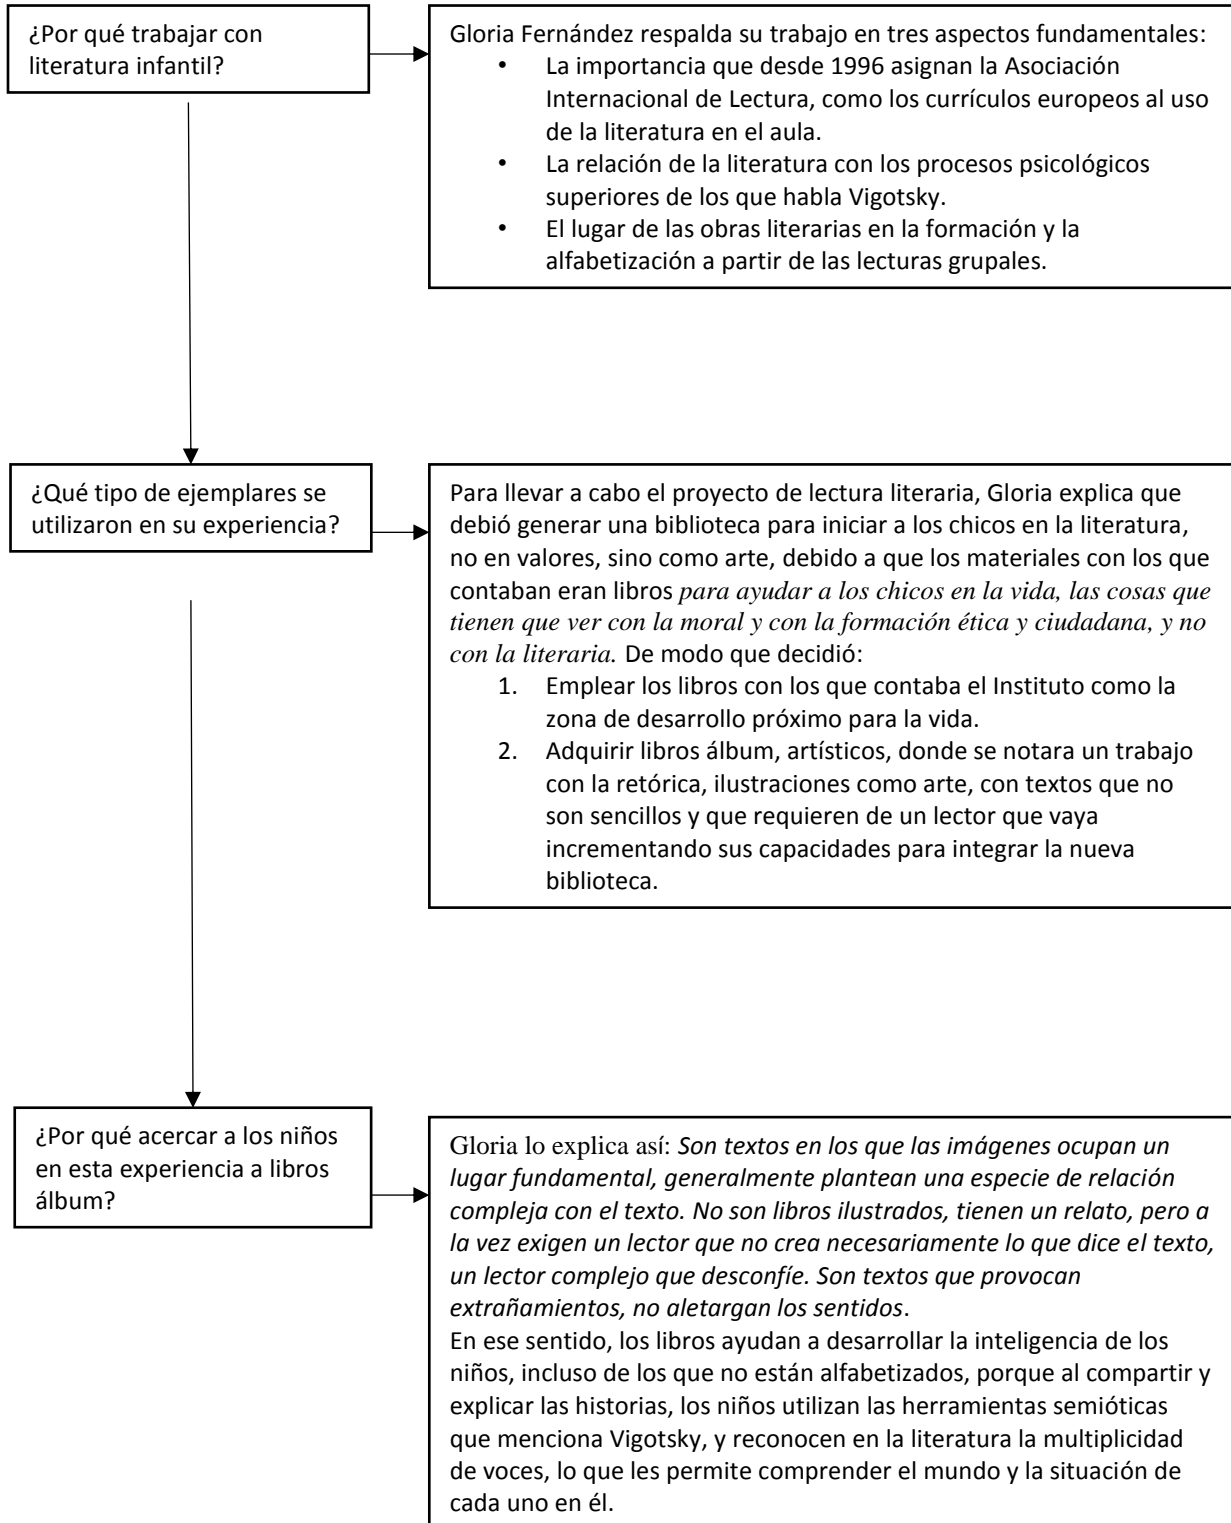 ¿Por qué trabajar con
literatura infantil?
Gloria Fernández respalda su trabajo en tres aspectos fundamentales:
• La importancia que desde 1996 asignan la Asociación
Internacional de Lectura, como los currículos europeos al uso
de la literatura en el aula.
• La relación de la literatura con los procesos psicológicos
superiores de los que habla Vigotsky.
• El lugar de las obras literarias en la formación y la
alfabetización a partir de las lecturas grupales.
¿Qué tipo de ejemplares se
utilizaron en su experiencia?
Para llevar a cabo el proyecto de lectura literaria, Gloria explica que
debió generar una biblioteca para iniciar a los chicos en la literatura,
no en valores, sino como arte, debido a que los materiales con los que
contaban eran libros para ayudar a los chicos en la vida, las cosas que
tienen que ver con la moral y con la formación ética y ciudadana, y no
con la literaria. De modo que decidió:
1. Emplear los libros con los que contaba el Instituto como la
zona de desarrollo próximo para la vida.
2. Adquirir libros álbum, artísticos, donde se notara un trabajo
con la retórica, ilustraciones como arte, con textos que no
son sencillos y que requieren de un lector que vaya
incrementando sus capacidades para integrar la nueva
biblioteca.
¿Por qué acercar a los niños
en esta experiencia a libros
álbum?
Gloria lo explica así: Son textos en los que las imágenes ocupan un
lugar fundamental, generalmente plantean una especie de relación
compleja con el texto. No son libros ilustrados, tienen un relato, pero a
la vez exigen un lector que no crea necesariamente lo que dice el texto,
un lector complejo que desconfíe. Son textos que provocan
extrañamientos, no aletargan los sentidos.
En ese sentido, los libros ayudan a desarrollar la inteligencia de los
niños, incluso de los que no están alfabetizados, porque al compartir y
explicar las historias, los niños utilizan las herramientas semióticas
que menciona Vigotsky, y reconocen en la literatura la multiplicidad
de voces, lo que les permite comprender el mundo y la situación de
cada uno en él.